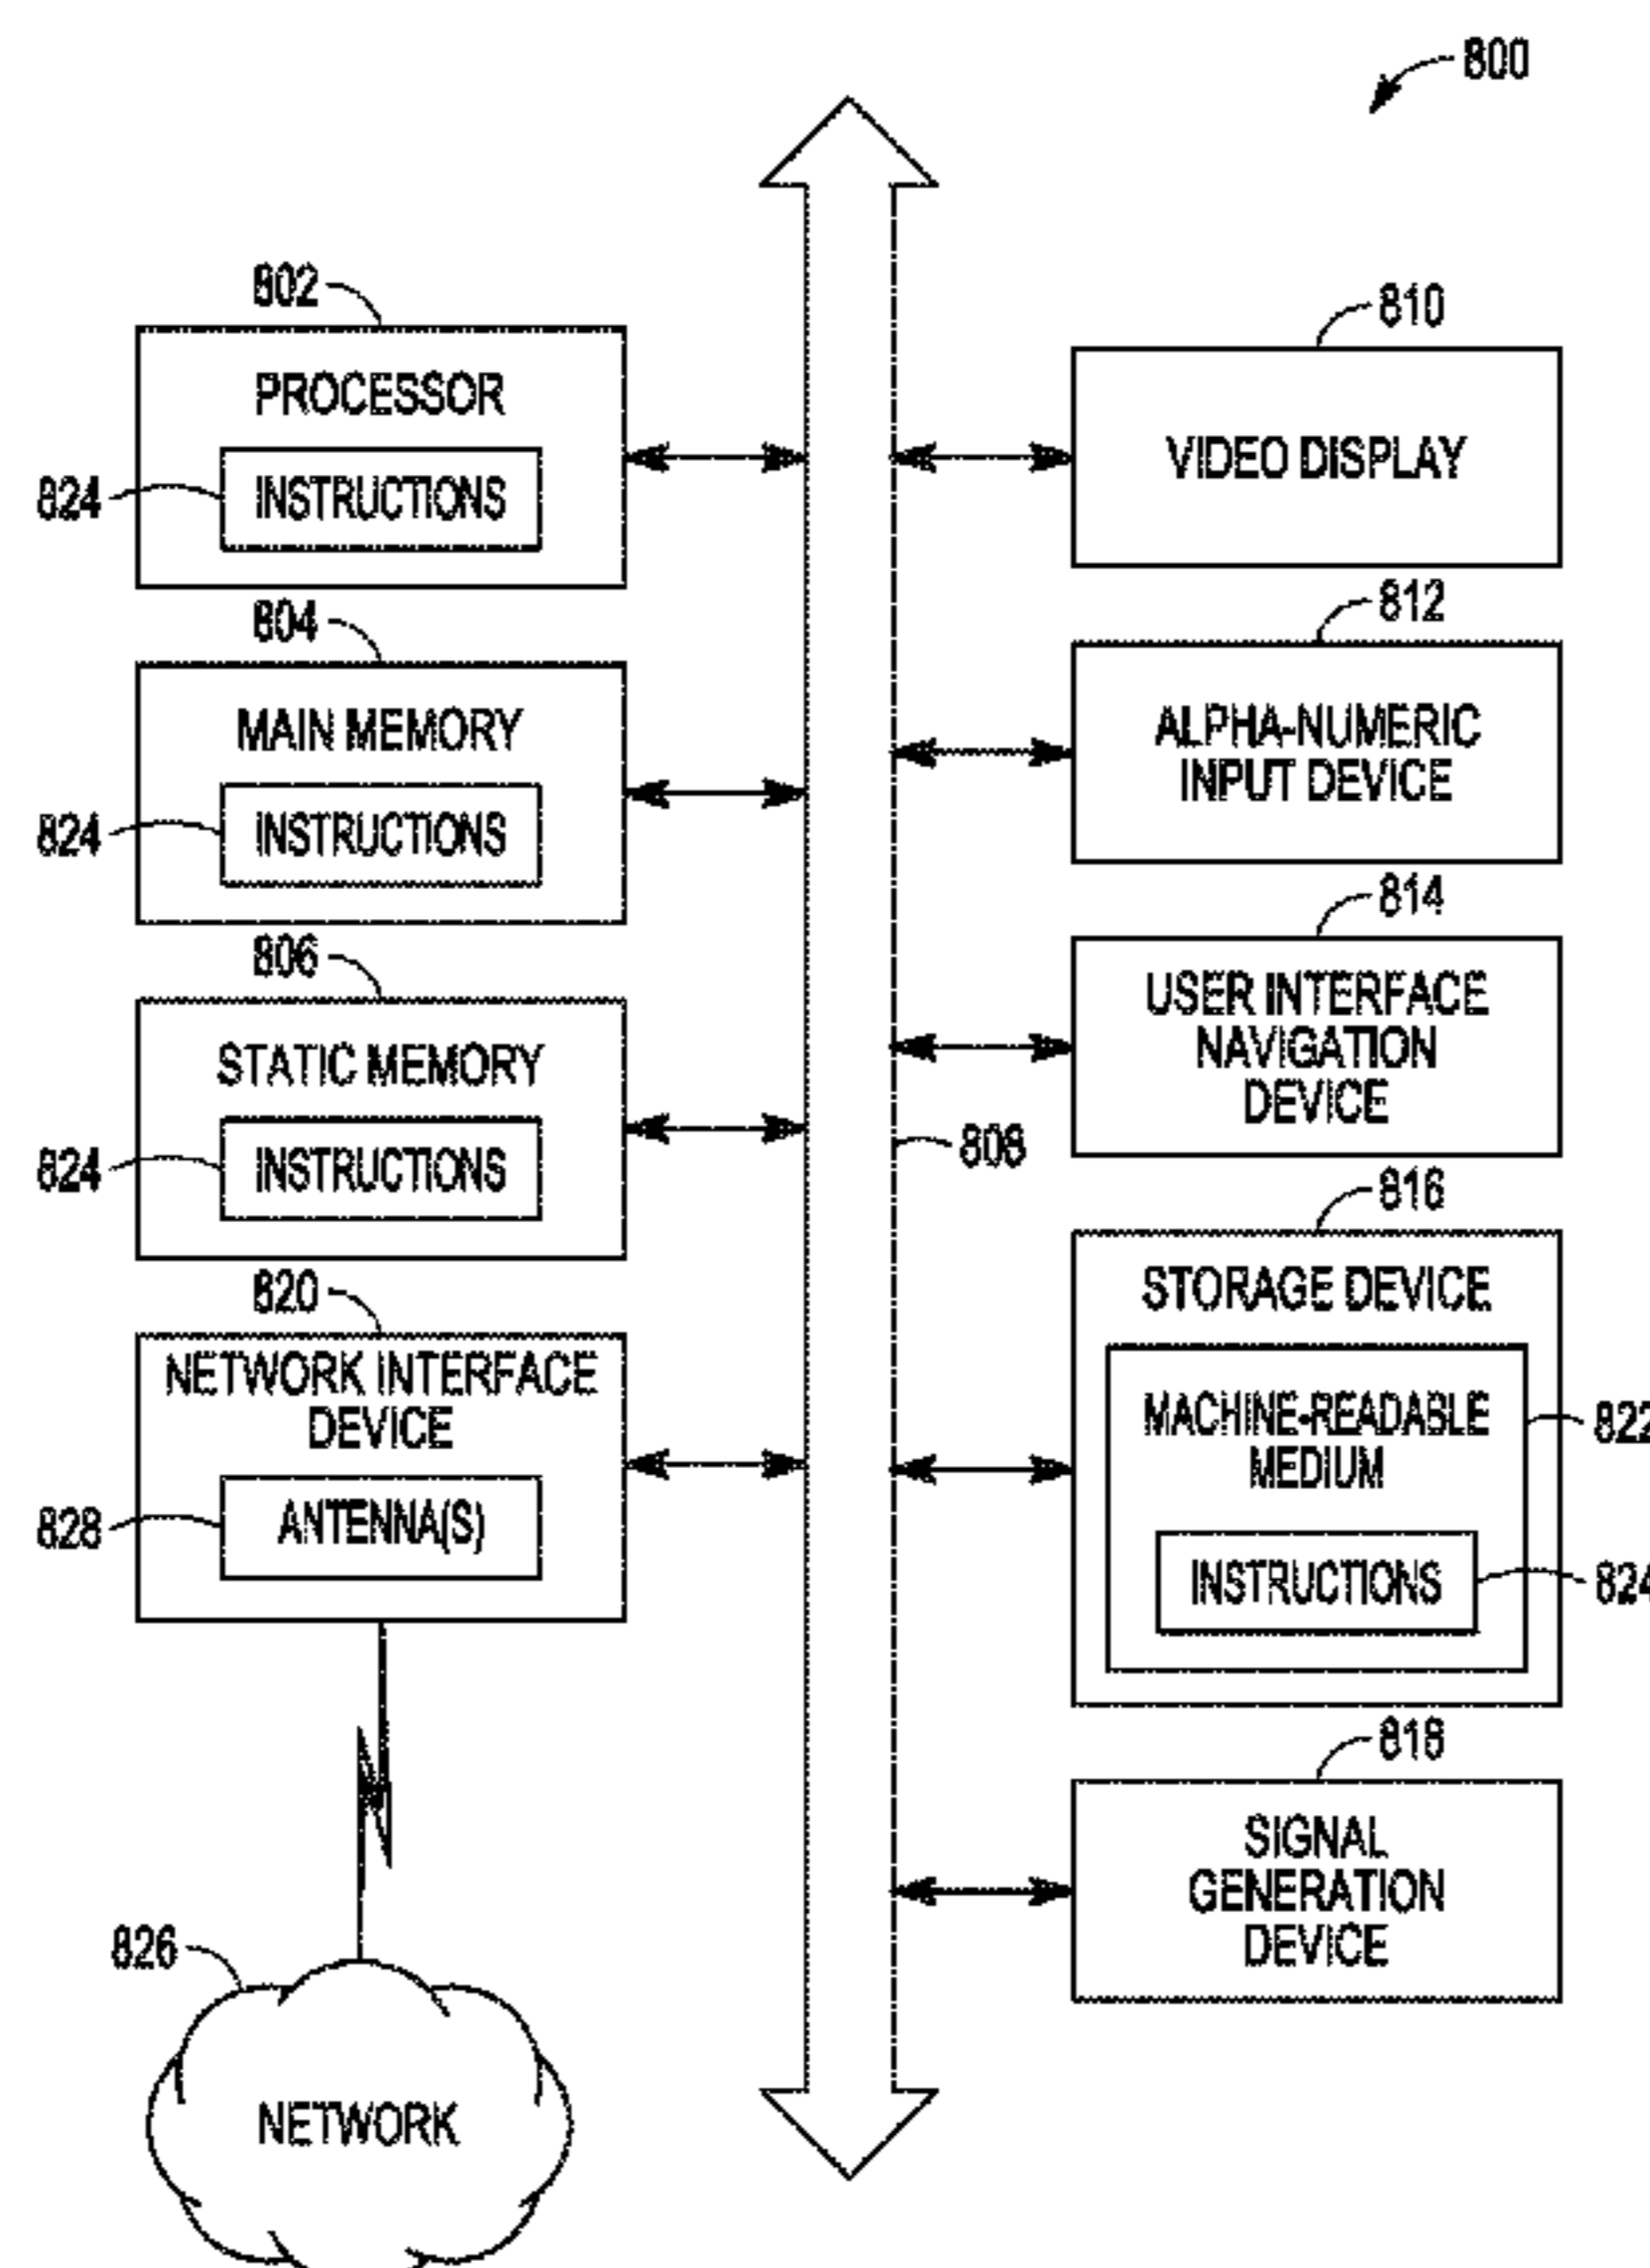 800
802
PROCESSOR
824
INSTRUCTIONS
804
MAIN MEMORY
824
INSTRUCTIONS
806
STATIC MEMORY
824
INSTRUCTIONS
820
NETWORK INTERFACE
DEVICE
828
ANTENNA(S)
826
NETWORK
808
810
VIDEO DISPLAY
812
ALPHA-NUMERIC
INPUT DEVICE
814
USER INTERFACE
NAVIGATION
DEVICE
816
STORAGE DEVICE
MACHINE-READABLE
MEDIUM
822
INSTRUCTIONS
824
818
SIGNAL
GENERATION
DEVICE